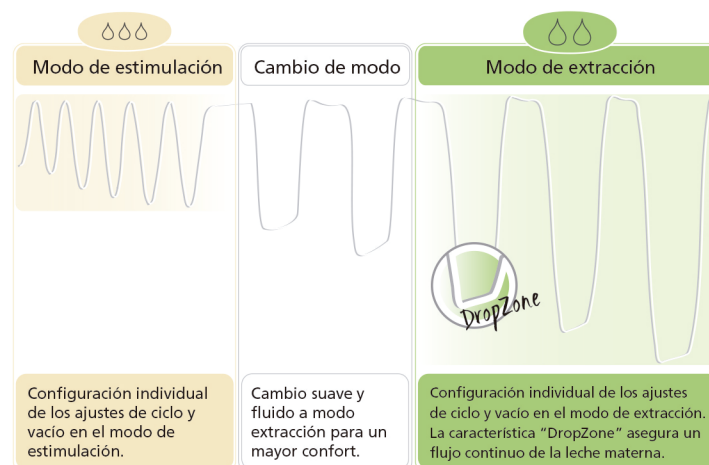 Modo de estimulación
Cambio de modo
Modo de extracción
DropZone
Configuración individual
de los ajustes de ciclo y
vacío en el modo de
estimulación.
Cambio suave y
fluido a modo
extracción para un
mayor confort.
Configuración individual de los ajustes
de ciclo y vacío en el modo de extracción.
La característica “DropZone” asegura un
flujo continuo de la leche materna.